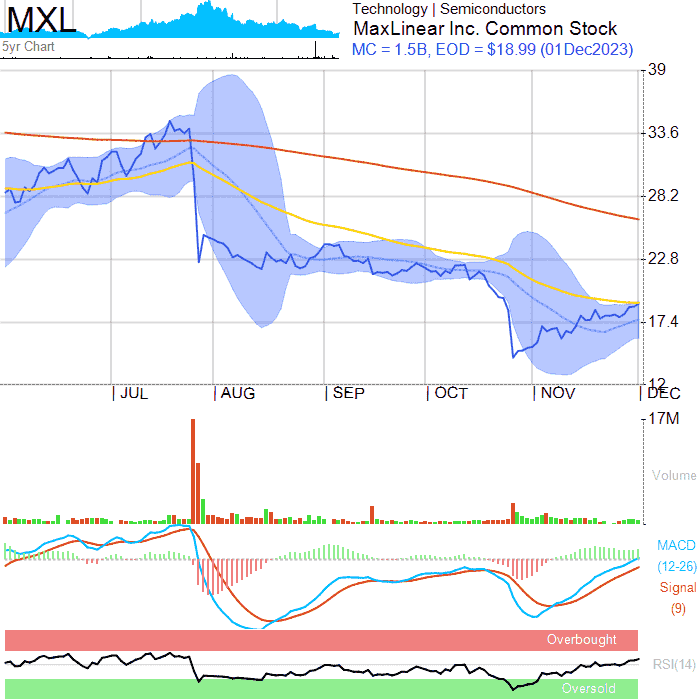 MXL
5yr Chart
Technology | Semiconductors
MaxLinear Inc. Common Stock
MC = 1.5B, EOD = $18.99 (01Dec2023)
39
33.6
28.2
22.8
17.4
12
| JUL | AUG | SEP | OCT | NOV | DEC
17M
Volume
MACD
(12-26)
Signal
(9)
Overbought
RSI(14)
Oversold